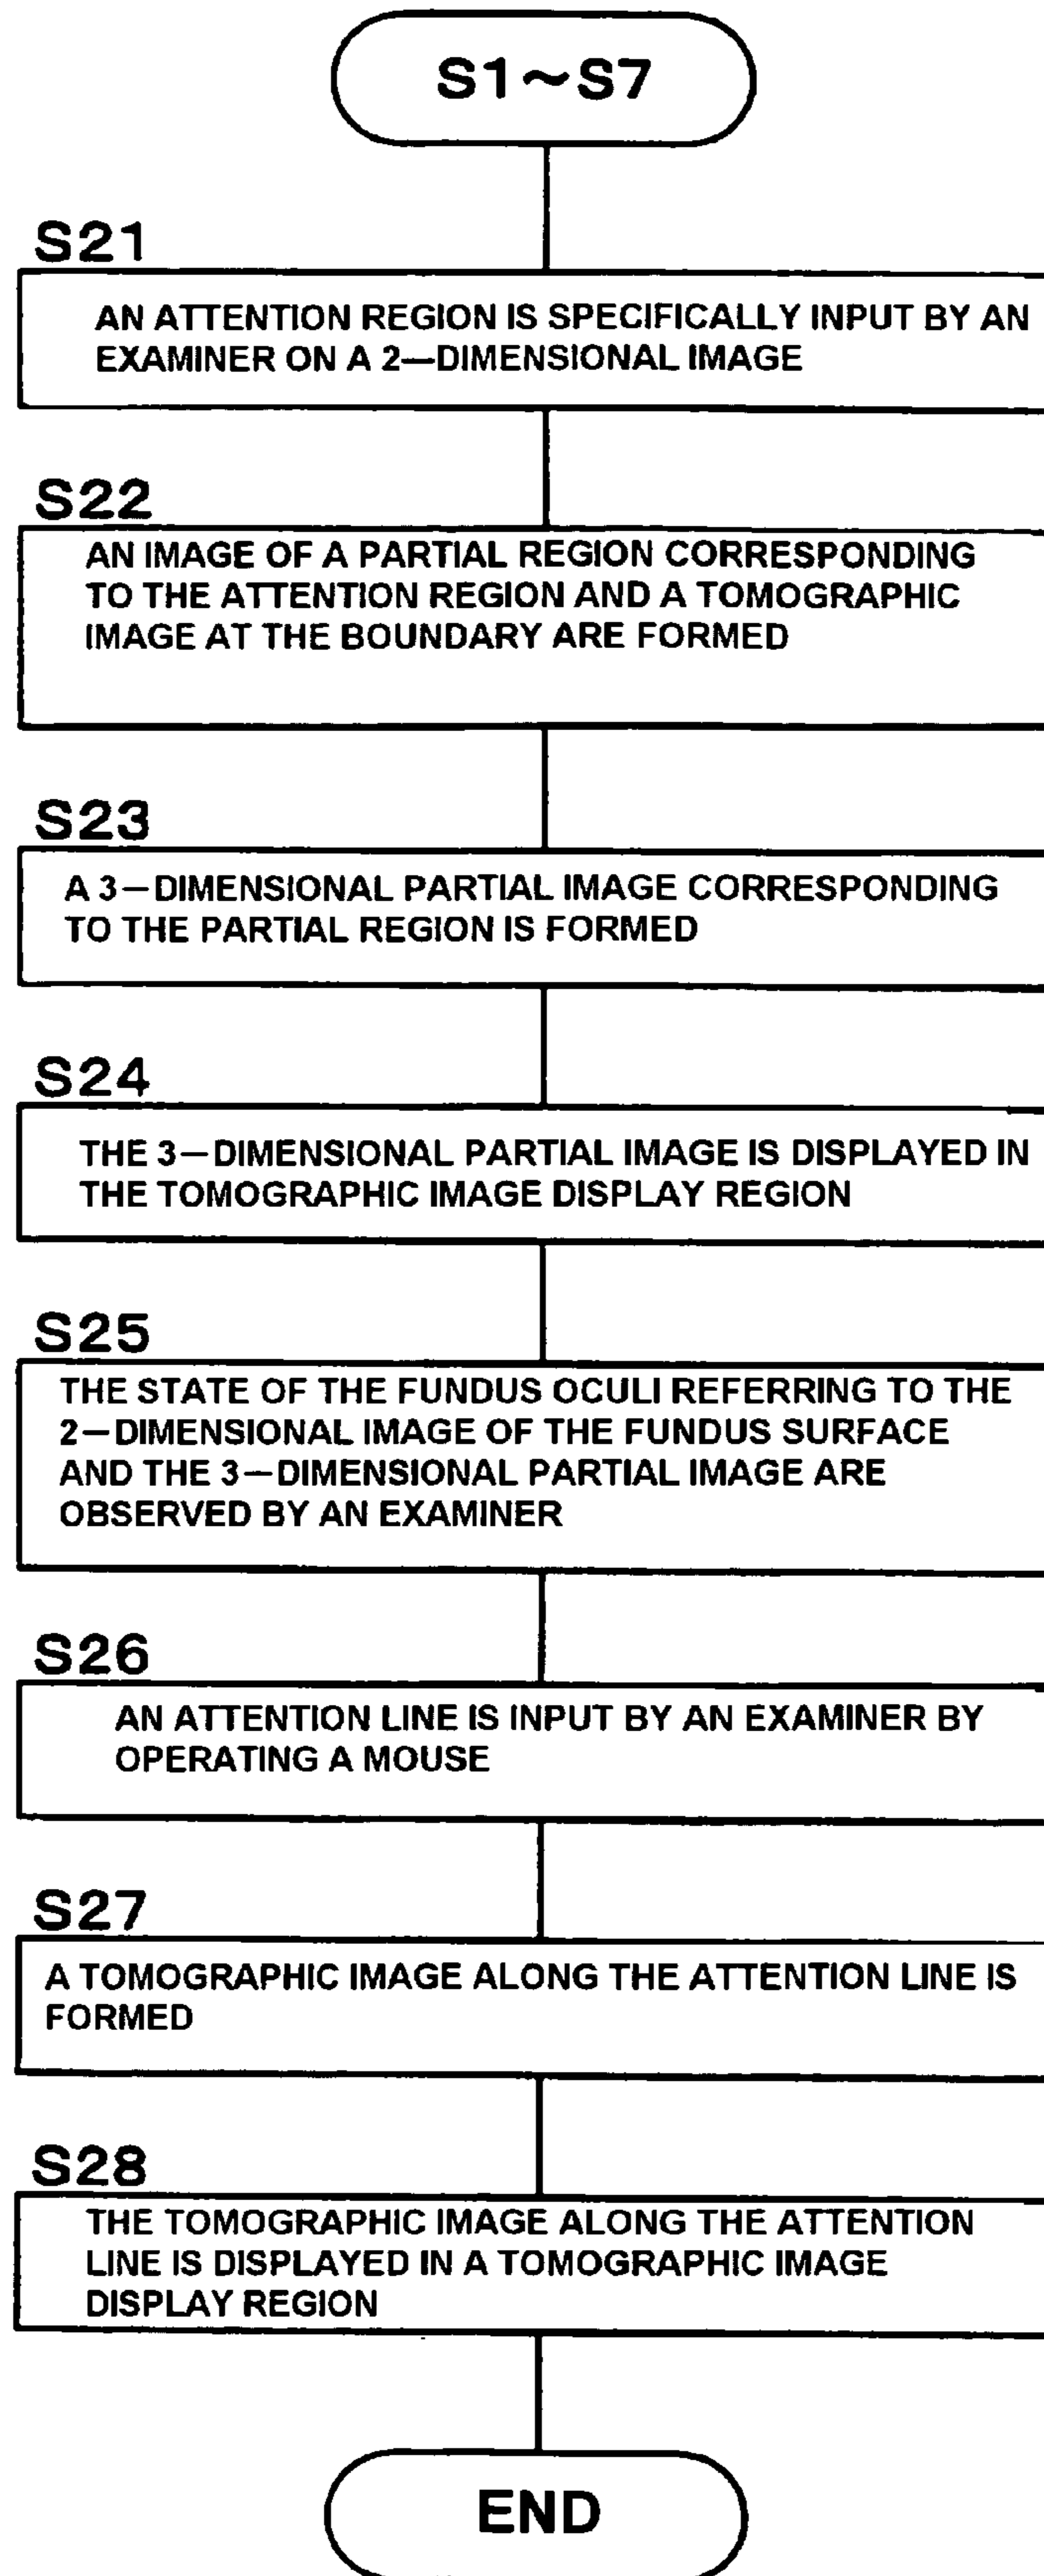 S1~S7
S21
AN ATTENTION REGION IS SPECIFICALLY INPUT BY AN
EXAMINER ON A 2—DIMENSIONAL IMAGE
S22
AN IMAGE OF A PARTIAL REGION CORRESPONDING
TO THE ATTENTION REGION AND A TOMOGRAPHIC
IMAGE AT THE BOUNDARY ARE FORMED
S23
A 3—DIMENSIONAL PARTIAL IMAGE CORRESPONDING
TO THE PARTIAL REGION IS FORMED
S24
THE 3—DIMENSIONAL PARTIAL IMAGE IS DISPLAYED IN
THE TOMOGRAPHIC IMAGE DISPLAY REGION
S25
THE STATE OF THE FUNDUS OCULI REFERRING TO THE
2—DIMENSIONAL IMAGE OF THE FUNDUS SURFACE
AND THE 3—DIMENSIONAL PARTIAL IMAGE ARE
OBSERVED BY AN EXAMINER
S26
AN ATTENTION LINE IS INPUT BY AN EXAMINER BY
OPERATING A MOUSE
S27
A TOMOGRAPHIC IMAGE ALONG THE ATTENTION LINE IS
FORMED
S28
THE TOMOGRAPHIC IMAGE ALONG THE ATTENTION
LINE IS DISPLAYED IN A TOMOGRAPHIC IMAGE
DISPLAY REGION
END